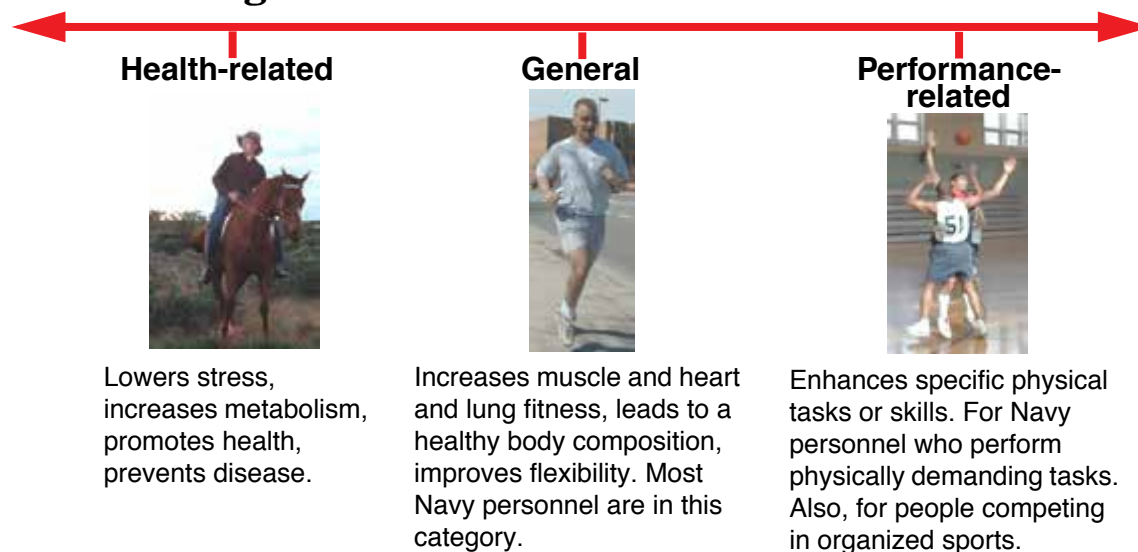 Health-related
Lowers stress,
increases metabolism,
promotes health,
prevents disease.
General
Increases muscle and heart
and lung fitness, leads to a
healthy body composition,
improves flexibility. Most
Navy personnel are in this
category.
Performance-
related
51
Enhances specific physical
tasks or skills. For Navy
personnel who perform
physically demanding tasks.
Also, for people competing
in organized sports.